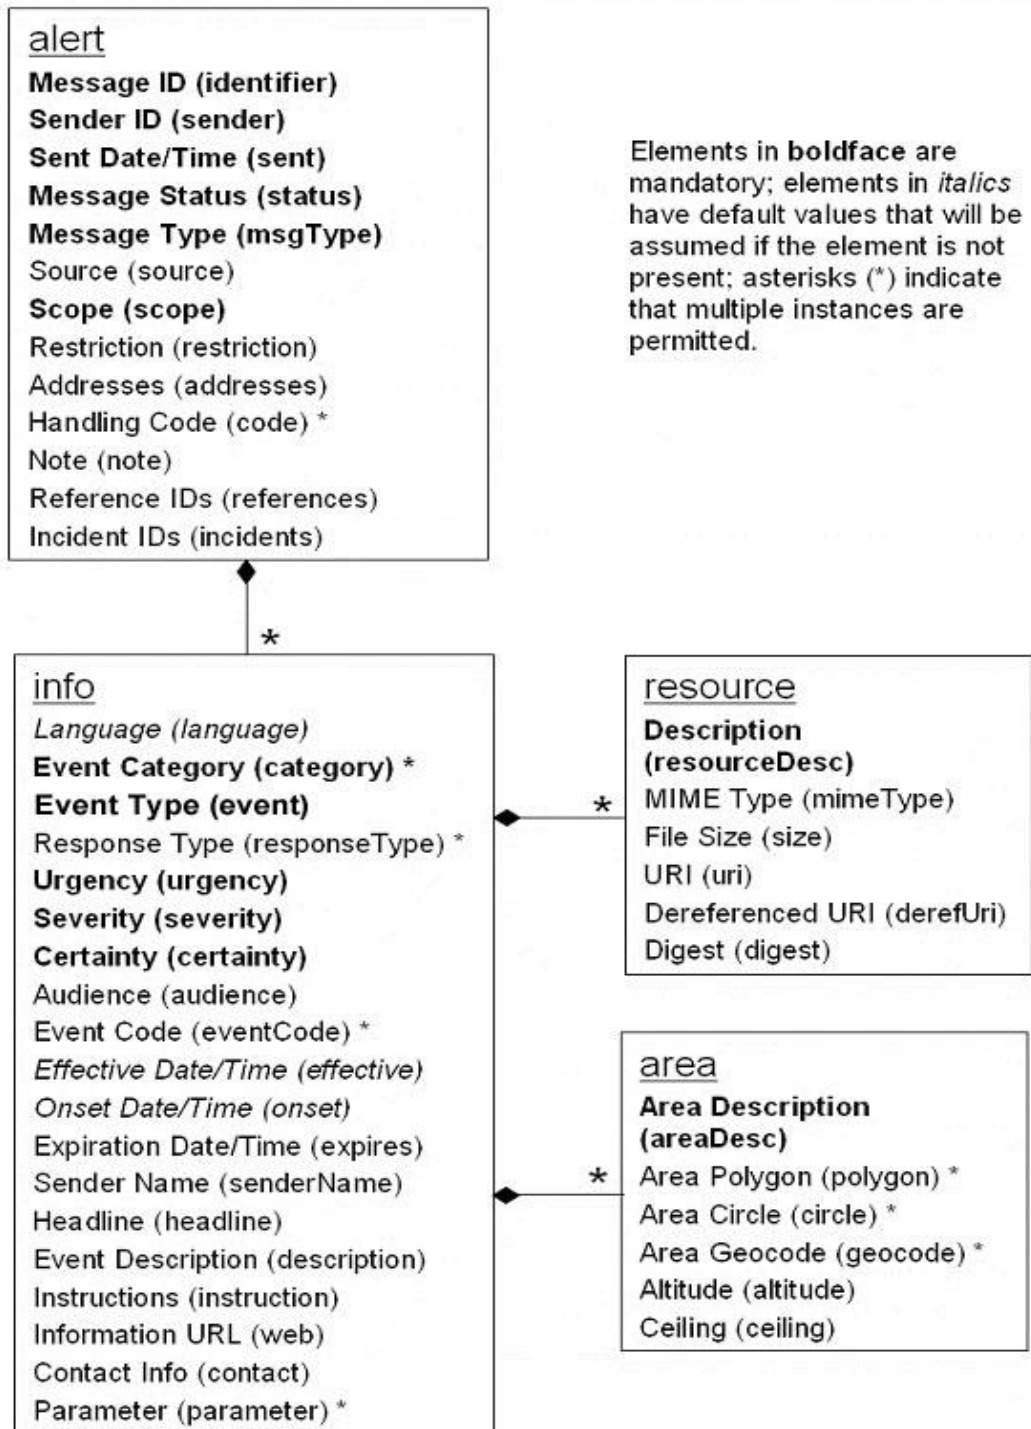 alert
Message ID (identifier)
Sender ID (sender)
Sent Date/Time (sent)
Message Status (status)
Message Type (msgType)
Source (source)
Scope (scope)
Restriction (restriction)
Addresses (addresses)
Handling Code (code) *
Note (note)
Reference IDs (references)
Incident IDs (incidents)
Elements in boldface are
mandatory; elements in italics
have default values that will be
assumed if the element is not
present; asterisks (*) indicate
that multiple instances are
permitted.
*
info
Language (language)
Event Category (category) *
Event Type (event)
Response Type (responseType) *
Urgency (urgency)
Severity (severity)
Certainty (certainty)
Audience (audience)
Event Code (eventCode) *
Effective Date/Time (effective)
Onset Date/Time (onset)
Expiration Date/Time (expires)
Sender Name (senderName)
Headline (headline)
Event Description (description)
Instructions (instruction)
Information URL (web)
Contact Info (contact)
Parameter (parameter) *
*
resource
Description
(resourceDesc)
MIME Type (mimeType)
File Size (size)
URI (uri)
Dereferenced URI (derefUri)
Digest (digest)
*
area
Area Description
(areaDesc)
Area Polygon (polygon) *
Area Circle (circle) *
Area Geocode (geocode) *
Altitude (altitude)
Ceiling (ceiling)